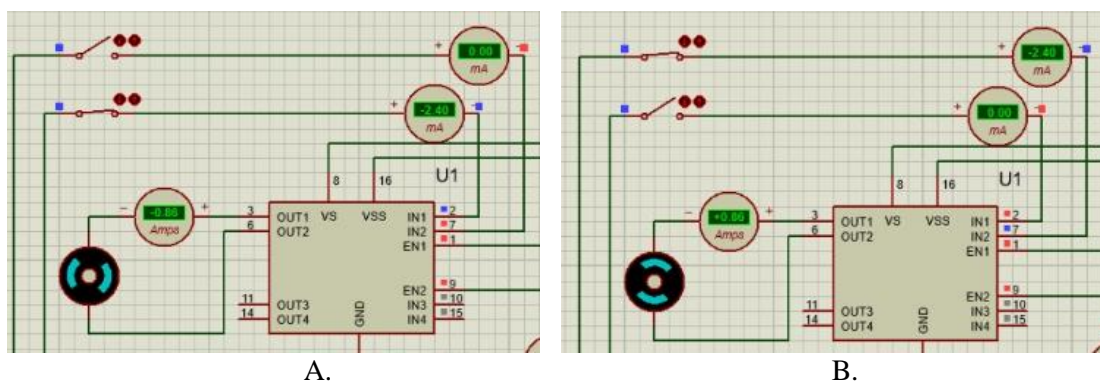 + 0.00 −
mA
+ -2.40 −
mA
U1
8 16
− -0.86 +
Amps
3 OUT1 VS VSS IN1 2
6 OUT2 IN2 7
EN1 1
EN2 9
11 OUT3 IN3 10
14 OUT4 GND IN4 15
A.
+ -2.40 −
mA
+ 0.00 −
mA
U1
8 16
− +0.86 +
Amps
3 OUT1 VS VSS IN1 2
6 OUT2 IN2 7
EN1 1
EN2 9
11 OUT3 IN3 10
14 OUT4 GND IN4 15
B.